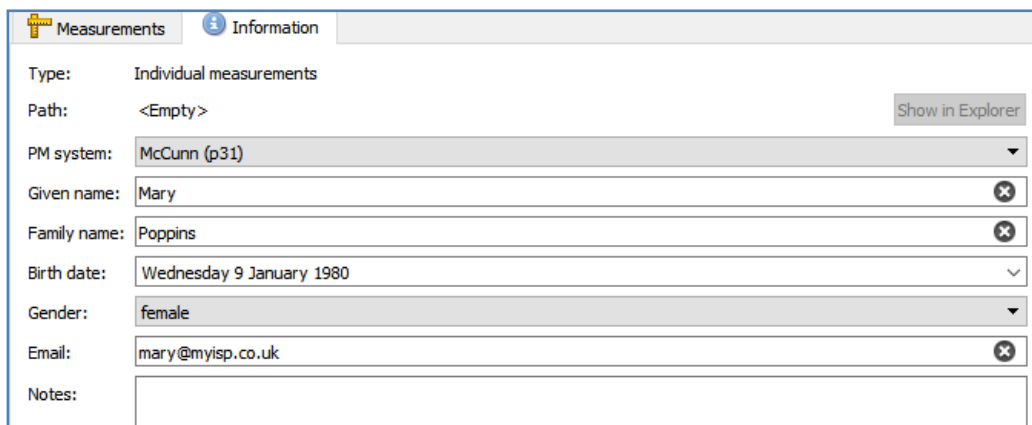 Measurements Information
Type: Individual measurements
Path: <Empty> Show in Explorer
PM system: McCunn (p31)
Given name: Mary
Family name: Poppins
Birth date: Wednesday 9 January 1980
Gender: female
Email: mary@myisp.co.uk
Notes: